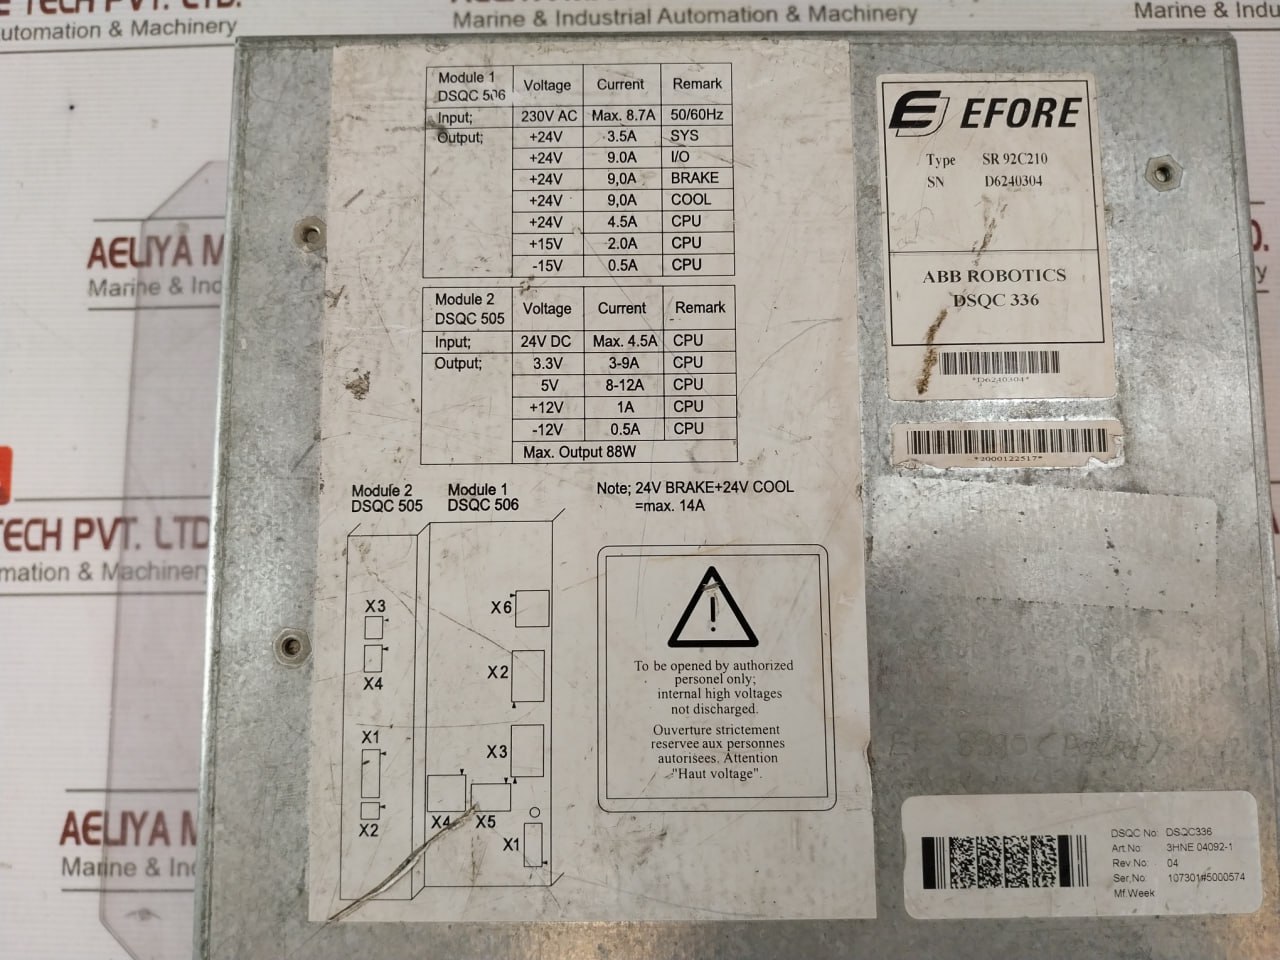 E TECH PVT. LTD.
Automation & Machinery
Marine & Industrial Automation & Machinery
Marine & Indu
AELIYA M
Marine & Ind
TECH PVT. LTD
mation & Machinery
AELIYA M
Marine & Ind
D.
Module 1 DSQC 506 Voltage Current Remark
Input; 230V AC Max. 8.7A 50/60Hz
Output; +24V 3.5A SYS
+24V 9.0A I/O
+24V 9,0A BRAKE
+24V 9,0A COOL
+24V 4.5A CPU
+15V 2.0A CPU
-15V 0.5A CPU
Module 2 DSQC 505 Voltage Current Remark
Input; 24V DC Max. 4.5A CPU
Output; 3.3V 3-9A CPU
5V 8-12A CPU
+12V 1A CPU
-12V 0.5A CPU
Max. Output 88W
Module 2 Module 1
DSQC 505 DSQC 506
X3
X4
X1
X2
X6
X2
X3
X4 X5
X1
Note; 24V BRAKE+24V COOL
=max. 14A
To be opened by authorized
personel only;
internal high voltages
not discharged.
Ouverture strictement
reservee aux personnes
autorisees. Attention
"Haut voltage".
EFORE
Type SR 92C210
SN D6240304
ABB ROBOTICS
DSQC 336
*D6240304*
*2000122517*
DSQC No: DSQC336
Art.No: 3HNE 04092-1
Rev.No: 04
Ser.No: 107301#5000574
Mf.Week